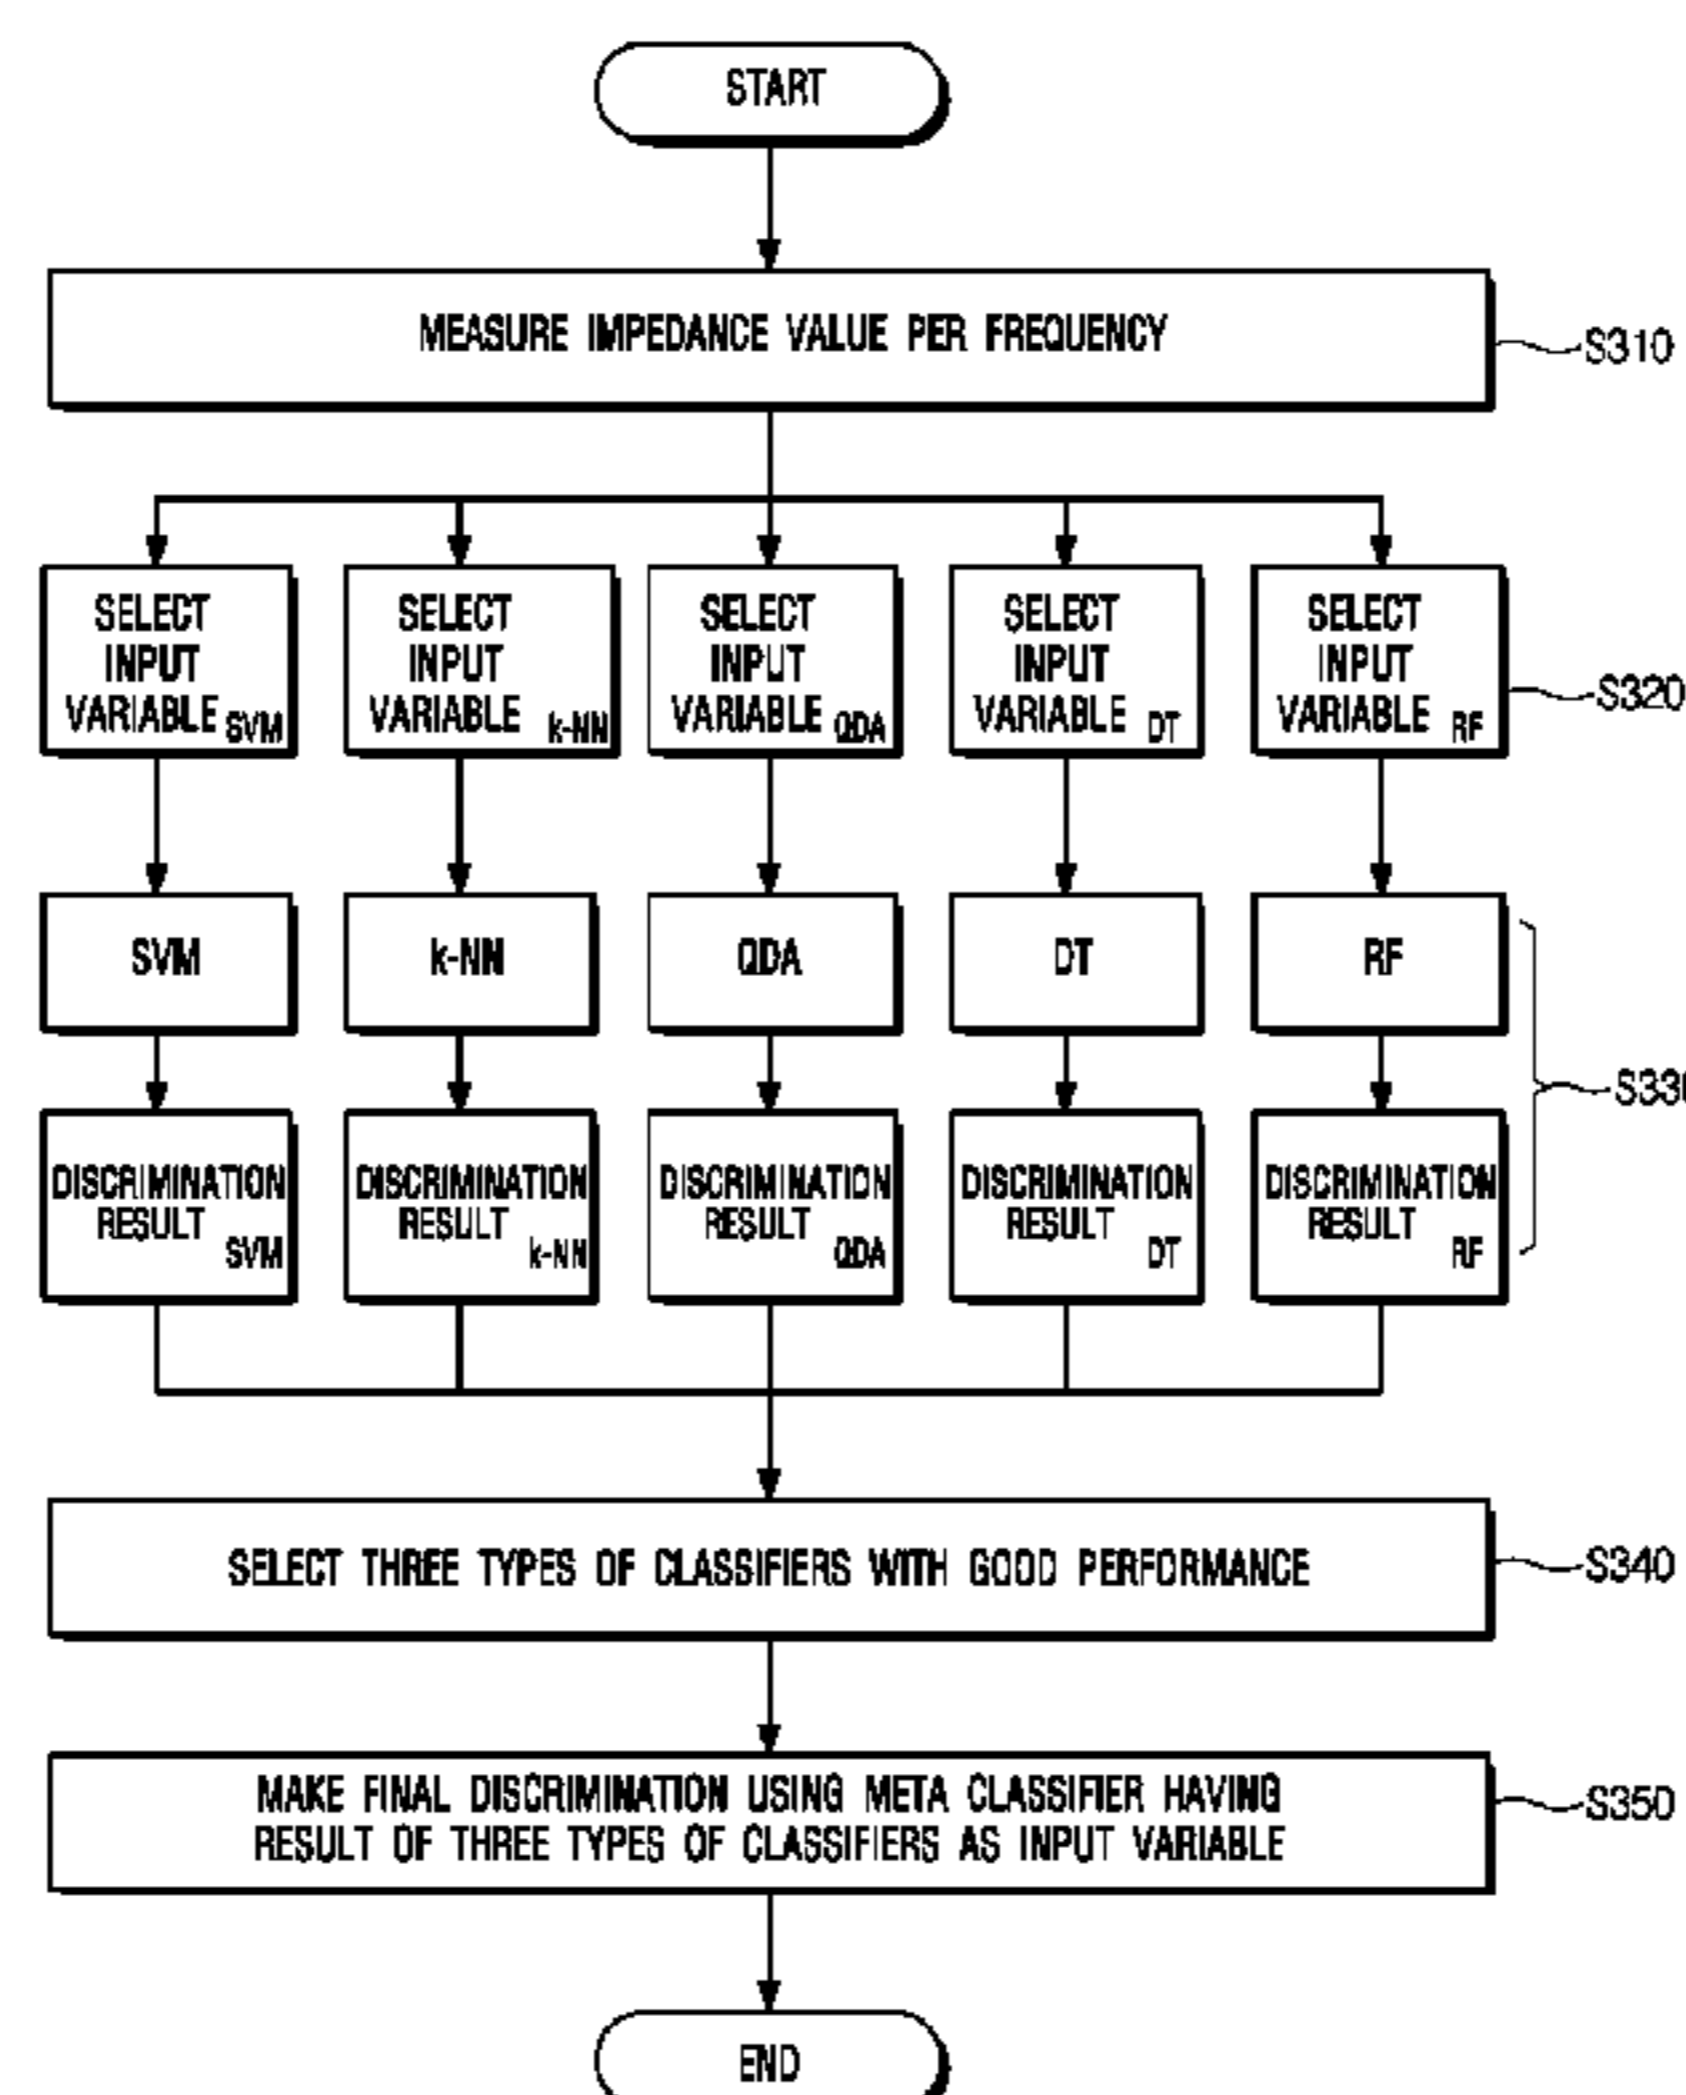 START
MEASURE IMPEDANCE VALUE PER FREQUENCY
S310
SELECT
INPUT
VARIABLE SVM
SELECT
INPUT
VARIABLE k-NN
SELECT
INPUT
VARIABLE QDA
SELECT
INPUT
VARIABLE DT
SELECT
INPUT
VARIABLE RF
S320
SVM
k-NN
QDA
DT
RF
S330
DISCRIMINATION
RESULT
SVM
DISCRIMINATION
RESULT
k-NN
DISCRIMINATION
RESULT
QDA
DISCRIMINATION
RESULT
DT
DISCRIMINATION
RESULT
RF
SELECT THREE TYPES OF CLASSIFIERS WITH GOOD PERFORMANCE
S340
MAKE FINAL DISCRIMINATION USING META CLASSIFIER HAVING
RESULT OF THREE TYPES OF CLASSIFIERS AS INPUT VARIABLE
S350
END